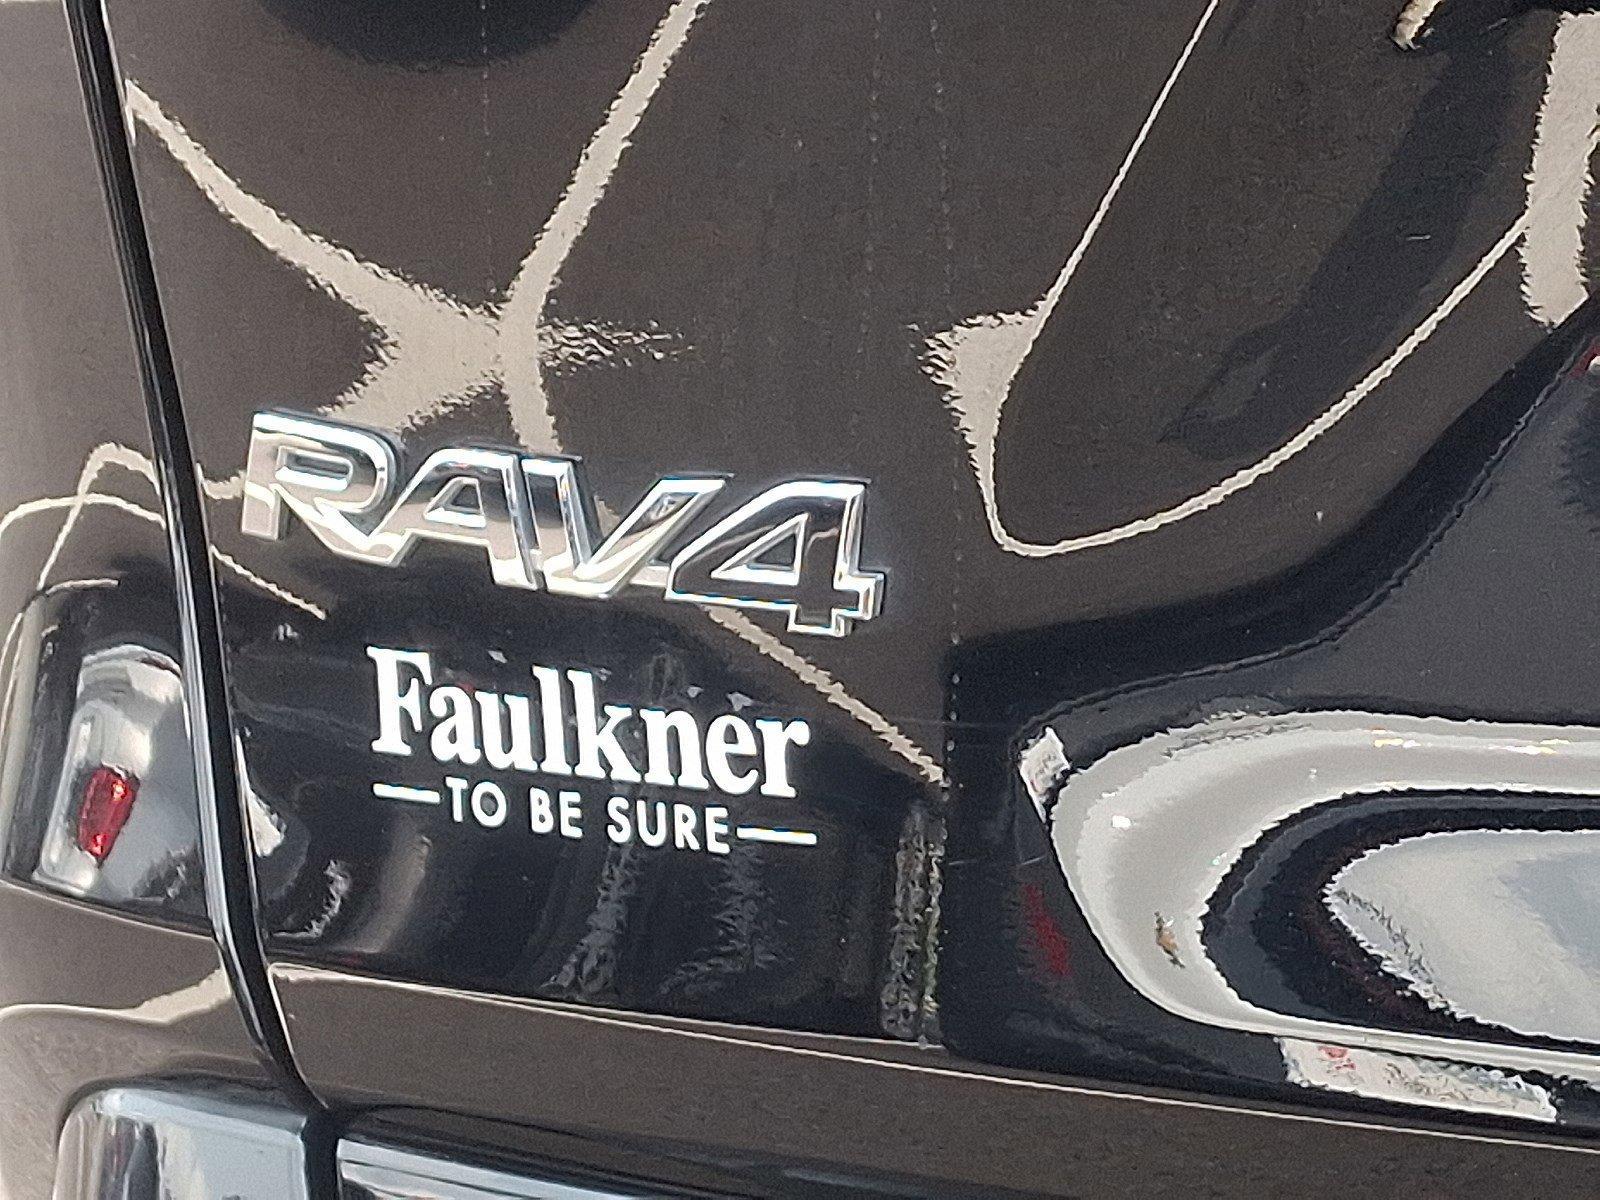 RAV4
Faulkner
TO BE SURE